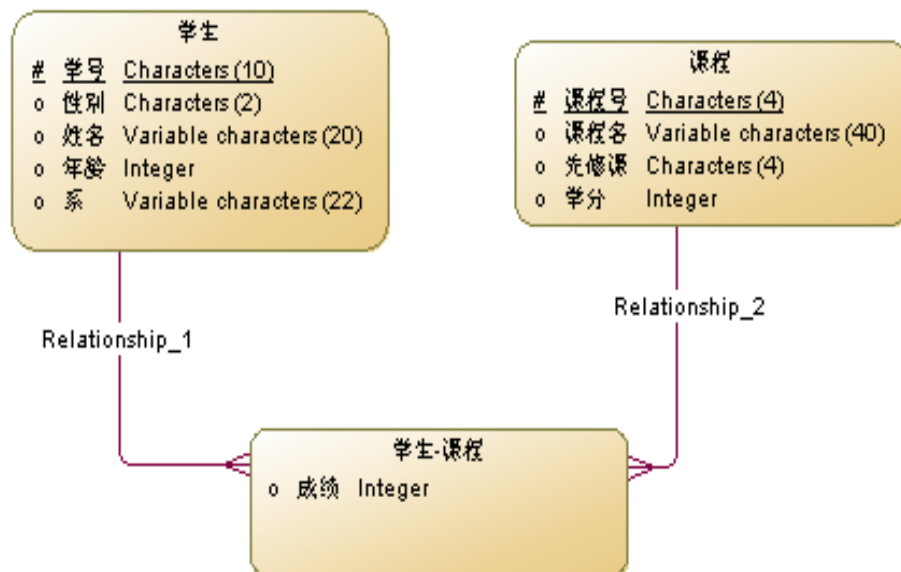 学生
# 学号 Characters (10)
o 性别 Characters (2)
o 姓名 Variable characters (20)
o 年龄 Integer
o 系 Variable characters (22)
课程
# 课程号 Characters (4)
o 课程名 Variable characters (40)
o 先修课 Characters (4)
o 学分 Integer
Relationship_1
Relationship_2
学生-课程
o 成绩 Integer